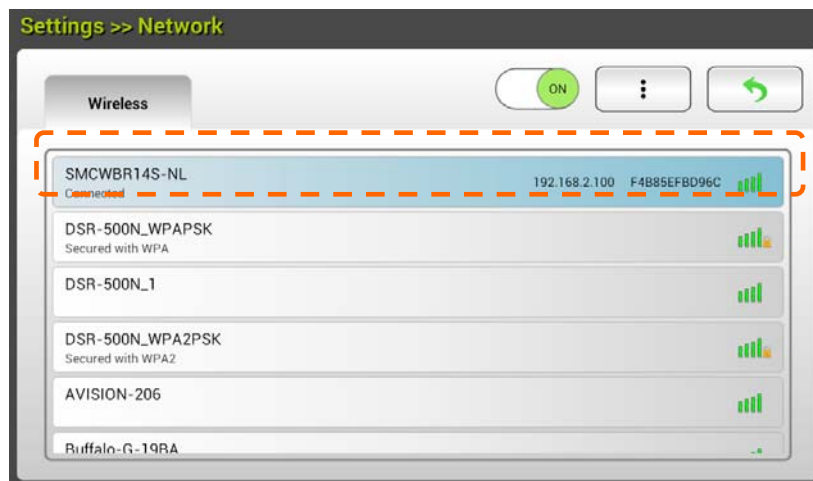 Settings >> Network
Wireless
ON
SMCWBR14S-NL
Connected
192.168.2.100 F4B85EFBD96C
DSR-500N_WPAPSK
Secured with WPA
DSR-500N_1
DSR-500N_WPA2PSK
Secured with WPA2
AVISION-206
Buffalo-G-19BA